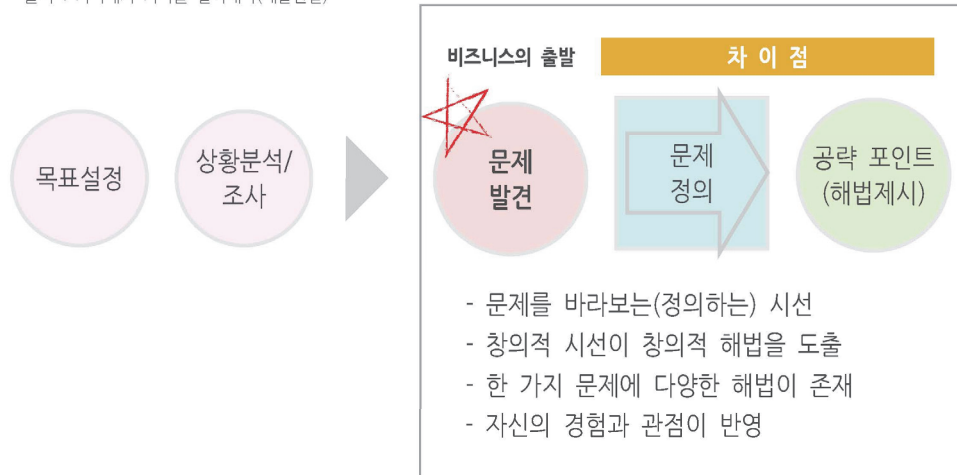 비즈니스의 출발
차 이 점
목표설정
상황분석/
조사
문제
발견
문제
정의
공략 포인트
(해법제시)
- 문제를 바라보는(정의하는) 시선
- 창의적 시선이 창의적 해법을 도출
- 한 가지 문제에 다양한 해법이 존재
- 자신의 경험과 관점이 반영